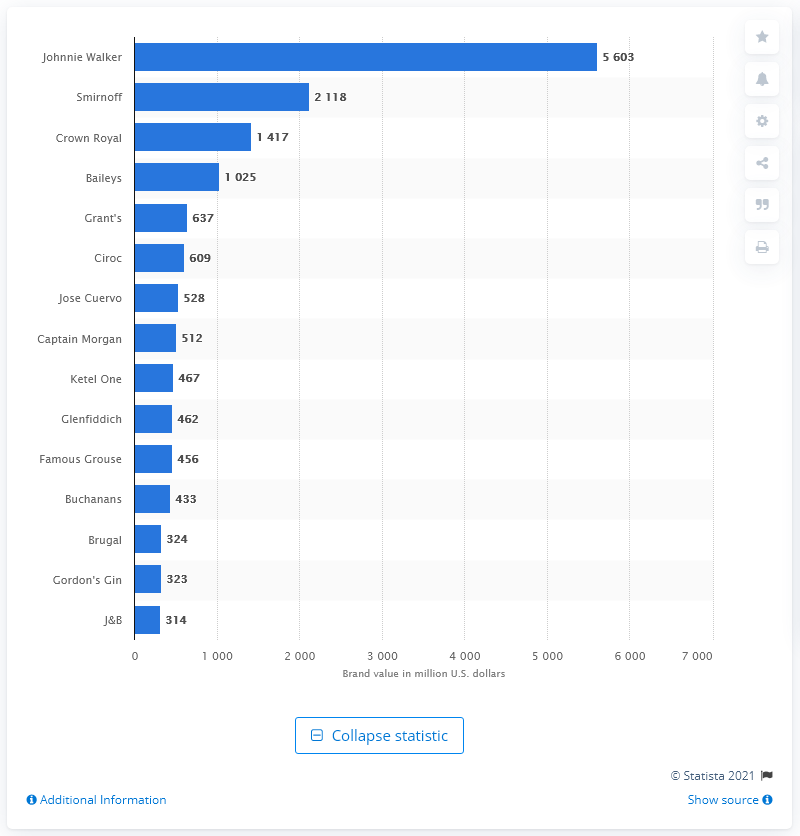 Johnnie Walker 5 603
Smirnoff 2 118
Crown Royal 1 417
Baileys 1 025
Grant's 637
Ciroc 609
Jose Cuervo 528
Captain Morgan 512
Ketel One 467
Glenfiddich 462
Famous Grouse 456
Buchanans 433
Brugal 324
Gordon's Gin 323
J&B 314
0 1 000 2 000 3 000 4 000 5 000 6 000 7 000
Brand value in million U.S. dollars
Collapse statistic
© Statista 2021
Additional Information Show source